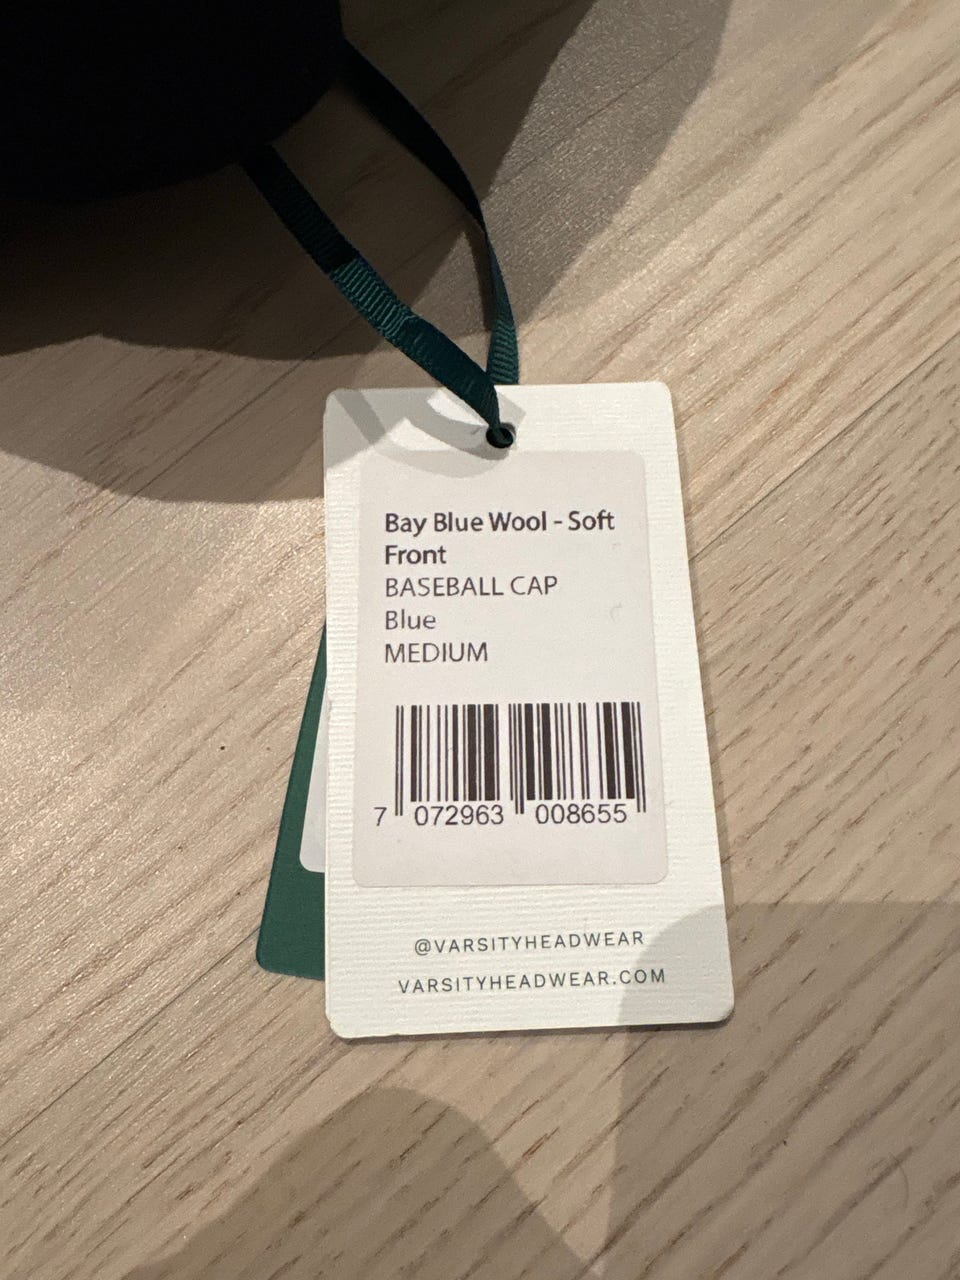 Bay Blue Wool - Soft
Front
BASEBALL CAP
Blue
MEDIUM
7 072963 008655
@VARSITYHEADWEAR
VARSITYHEADWEAR.COM